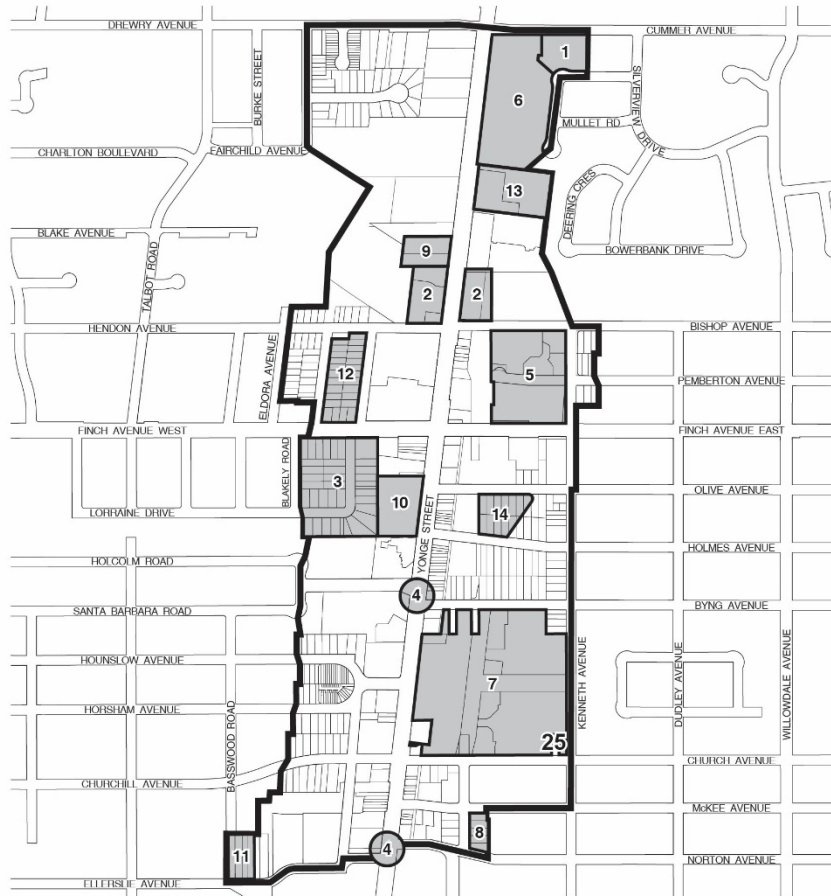 DREWRY AVENUE
CUMMER AVENUE
1
BURKE STREET
SILVERVIEW DRIVE
6
MULLET RD
CHARLTON BOULEVARD
FAIRCHILD AVENUE
13
DEERING CRES
BLAKE AVENUE
TALBOT ROAD
9
BOWERBANK DRIVE
2
2
HENDON AVENUE
BISHOP AVENUE
ELDORA AVENUE
12
5
PEMBERTON AVENUE
FINCH AVENUE WEST
FINCH AVENUE EAST
BLAKELY ROAD
3
10
YONGE STREET
14
OLIVE AVENUE
LORRAINE DRIVE
HOLCOLM ROAD
HOLMES AVENUE
4
SANTA BARBARA ROAD
BYNG AVENUE
HOUNSLOW AVENUE
7
KENNETH AVENUE
DUDLEY AVENUE
WILLOWDALE AVENUE
HORSHAM AVENUE
BASSWOOD ROAD
25
CHURCH AVENUE
CHURCHILL AVENUE
McKEE AVENUE
8
11
4
NORTON AVENUE
ELLERSLIE AVENUE